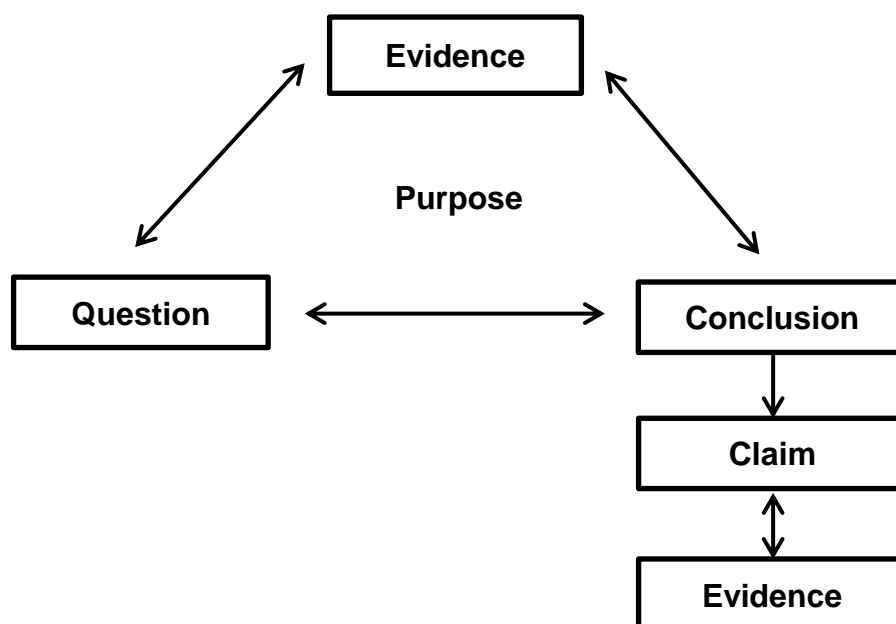 Evidence
Purpose
Question
Conclusion
Claim
Evidence